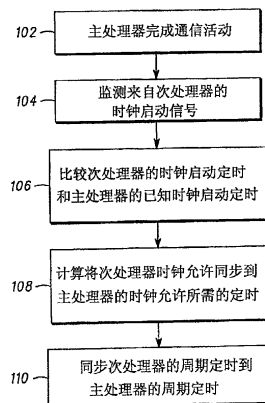 102
主处理器完成通信活动
104
监测来自次处理器的
时钟启动信号
106
比较次处理器的时钟启动定时
和主处理器的已知时钟启动定时
108
计算将次处理器时钟允许同步到
主处理器的时钟允许所需的定时
110
同步次处理器的周期定时到
主处理器的周期定时